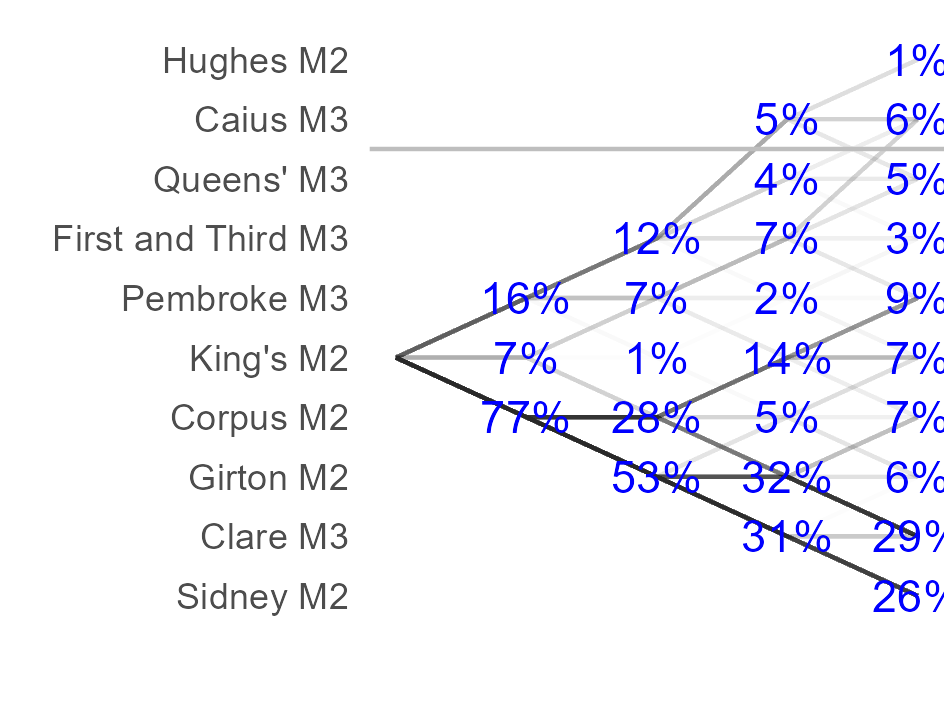 Hughes M2 1%
Caius M3 5% 6%
Queens' M3 4% 5%
First and Third M3 12% 7% 3%
Pembroke M3 16% 7% 2% 9%
King's M2 7% 1% 14% 7%
Corpus M2 77% 28% 5% 7%
Girton M2 53% 32% 6%
Clare M3 31% 29%
Sidney M2 26%